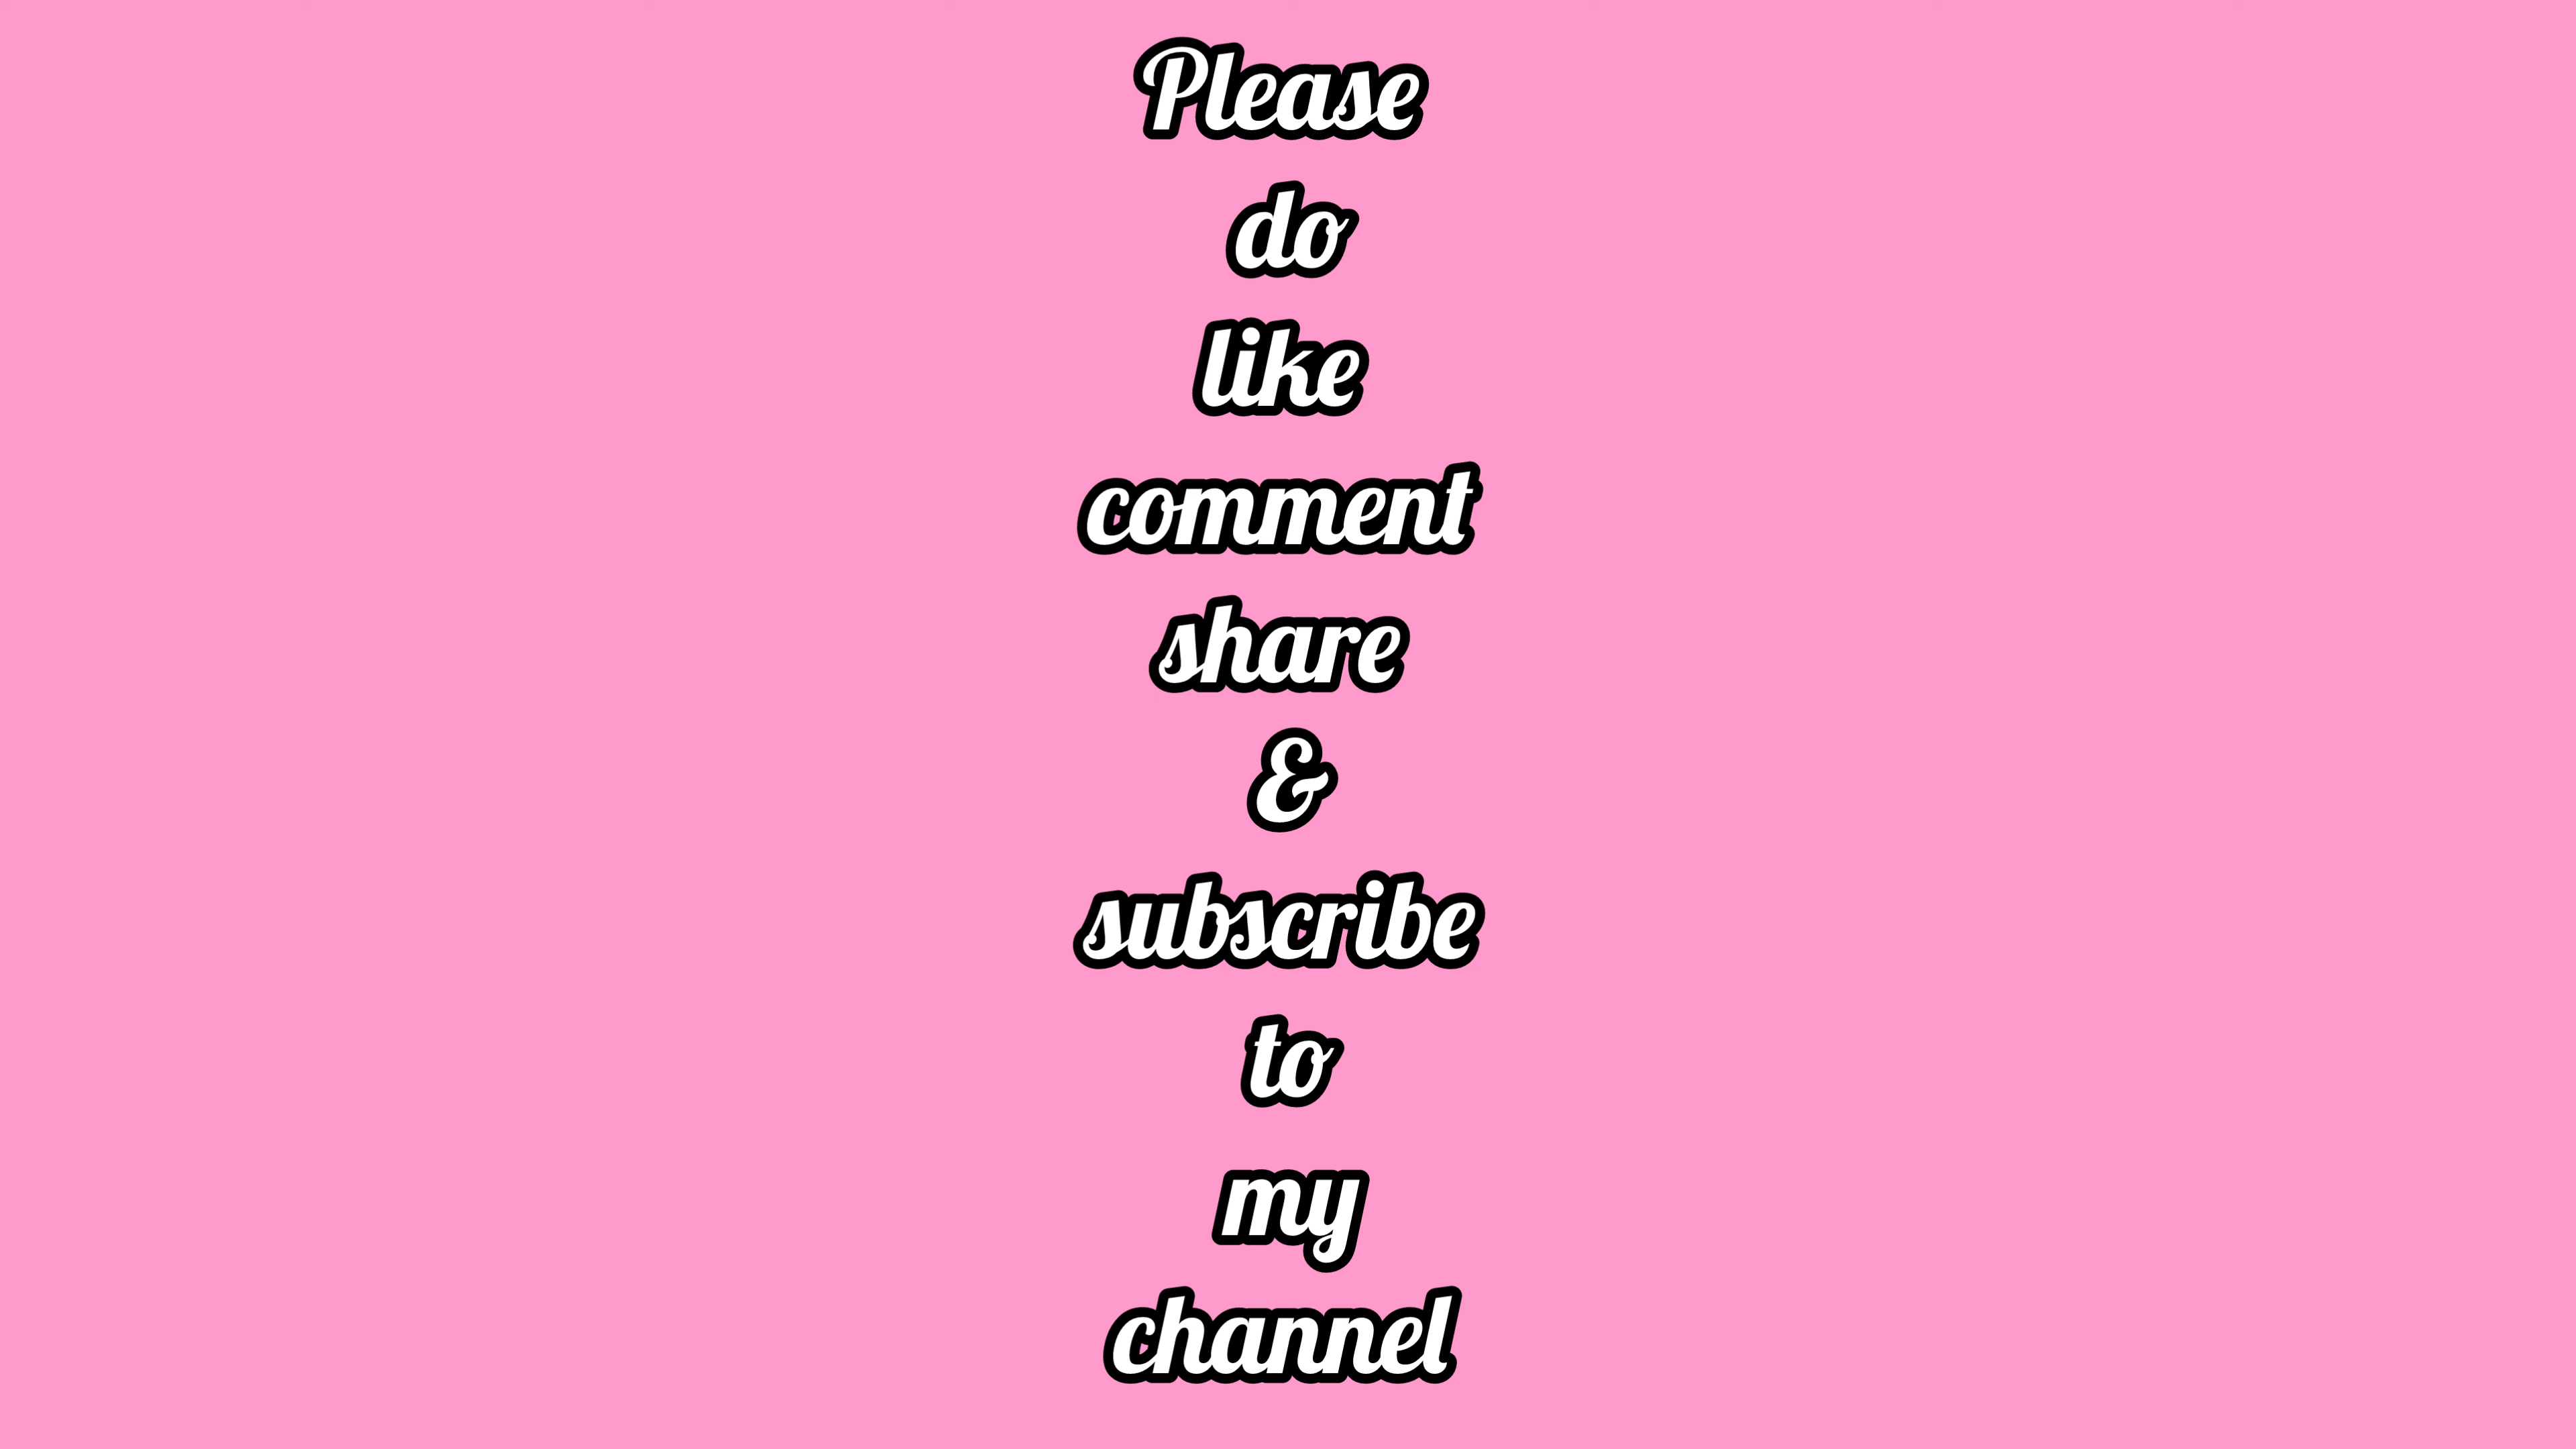 Please
do
like
comment
share
&
subscribe
to
my
channel